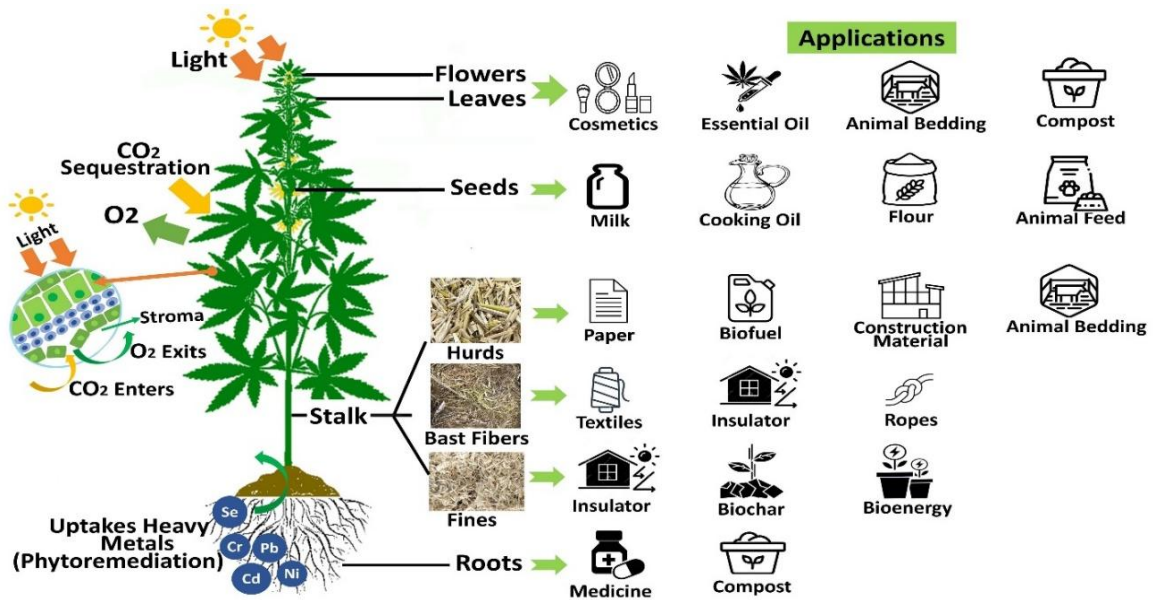 Applications
Light
Flowers
Leaves
Cosmetics
Essential Oil
Animal Bedding
Compost
CO2
Sequestration
O2
Seeds
Milk
Cooking Oil
Flour
Animal Feed
Light
Stroma
O2 Exits
CO2 Enters
Hurds
Paper
Biofuel
Construction
Material
Animal Bedding
Stalk
Bast Fibers
Textiles
Insulator
Ropes
Fines
Insulator
Biochar
Bioenergy
Uptakes Heavy
Metals
(Phytoremediation)
Se
Cr
Pb
Cd
Ni
Roots
Medicine
Compost